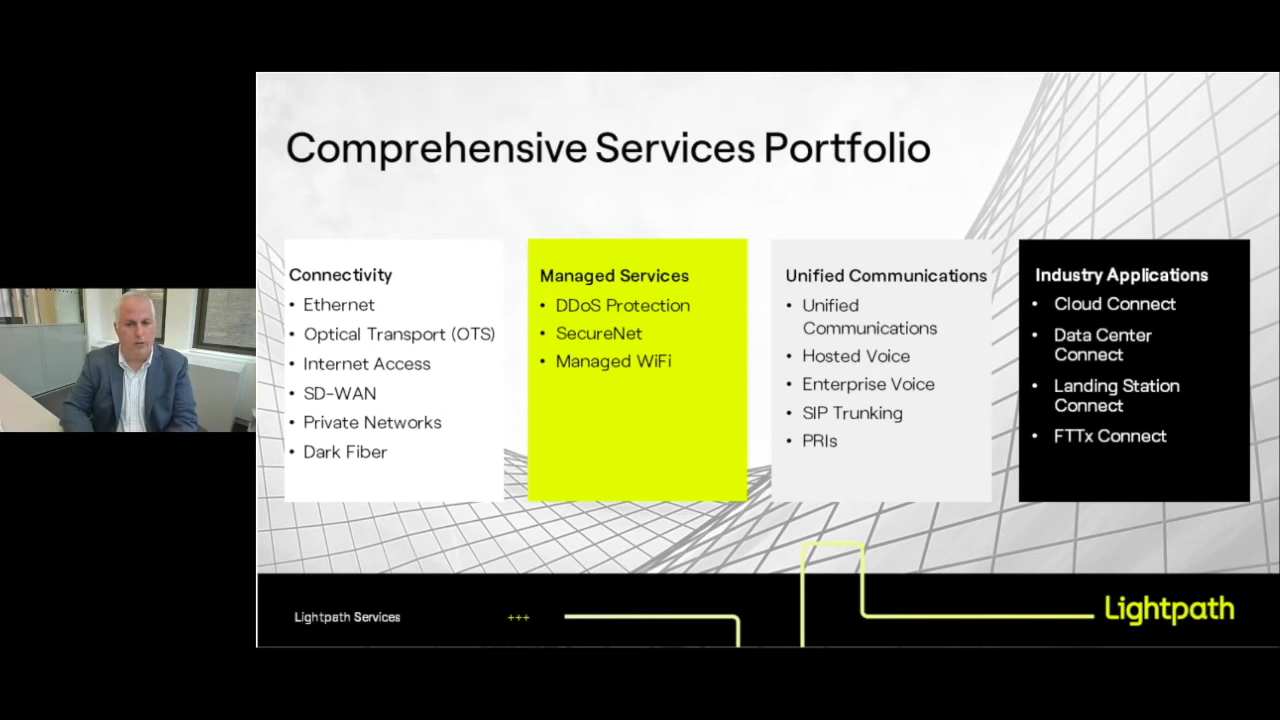 Comprehensive Services Portfolio
Connectivity
• Ethernet
• Optical Transport (OTS)
• Internet Access
• SD-WAN
• Private Networks
• Dark Fiber
Managed Services
• DDoS Protection
• SecureNet
• Managed WiFi
Unified Communications
• Unified
Communications
• Hosted Voice
• Enterprise Voice
• SIP Trunking
• PRIs
Industry Applications
• Cloud Connect
• Data Center
Connect
• Landing Station
Connect
• FTTx Connect
Lightpath Services
+++
Lightpath